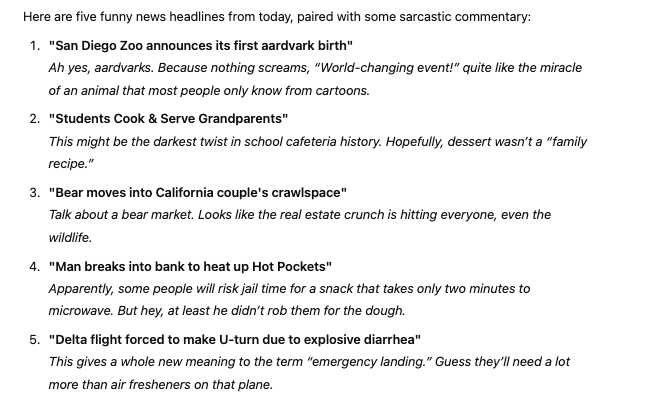 Here are five funny news headlines from today, paired with some sarcastic commentary:
1. "San Diego Zoo announces its first aardvark birth"
Ah yes, aardvarks. Because nothing screams, “World-changing event!” quite like the miracle
of an animal that most people only know from cartoons.
2. "Students Cook & Serve Grandparents"
This might be the darkest twist in school cafeteria history. Hopefully, dessert wasn’t a “family
recipe.”
3. "Bear moves into California couple's crawlspace"
Talk about a bear market. Looks like the real estate crunch is hitting everyone, even the
wildlife.
4. "Man breaks into bank to heat up Hot Pockets"
Apparently, some people will risk jail time for a snack that takes only two minutes to
microwave. But hey, at least he didn’t rob them for the dough.
5. "Delta flight forced to make U-turn due to explosive diarrhea"
This gives a whole new meaning to the term “emergency landing.” Guess they’ll need a lot
more than air fresheners on that plane.